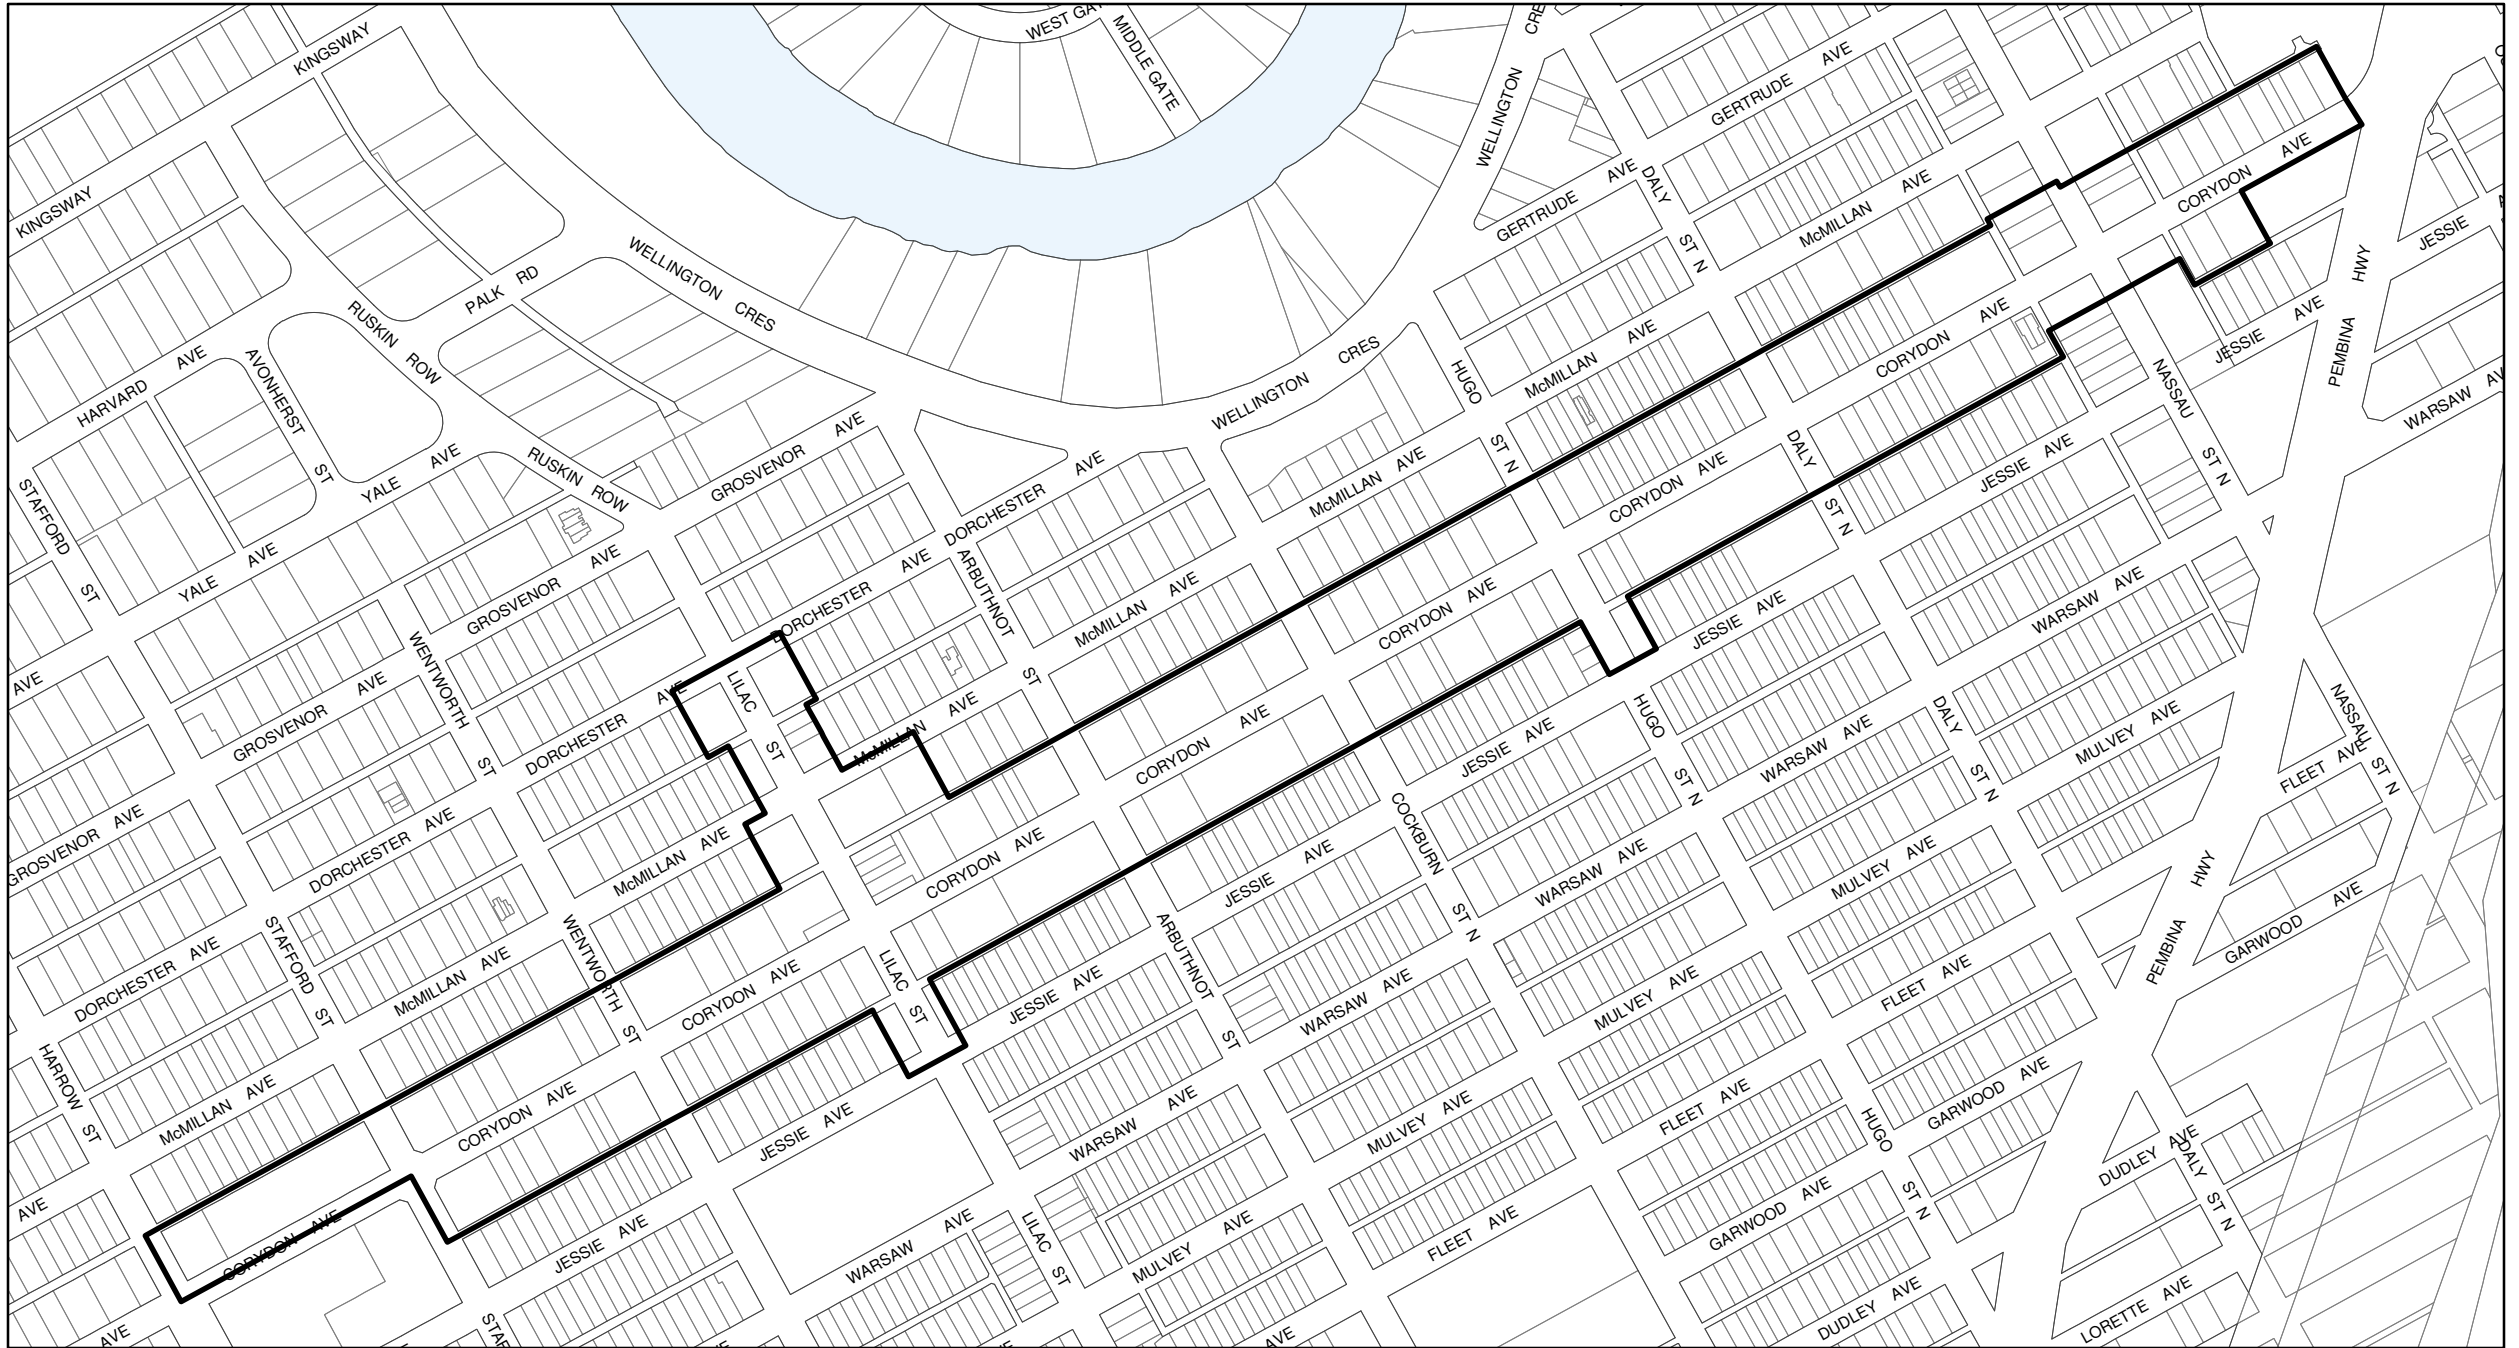 KINGSWAY
WEST GA
MIDDLE GATE
WELLINGTON CRE
GERTRUDE AVE
KINGSWAY
GERTRUDE AVE
DALY ST N
McMILLAN AVE
CORYDON AVE
JESSIE
PALK RD
WELLINGTON CRES
RUSKIN ROW
HARVARD AVE
AVONHERST ST
WELLINGTON CRES
HUGO ST N
McMILLAN AVE
CORYDON AVE
NASSAU ST N
JESSIE AVE
PEMBINA HWY
WARSAW AV
STAFFORD ST
YALE AVE
RUSKIN ROW
GROSVENOR AVE
DORCHESTER AVE
McMILLAN AVE
CORYDON AVE
DALY ST N
JESSIE AVE
YALE AVE
GROSVENOR AVE
DORCHESTER AVE
ARBUTHNOT ST
McMILLAN AVE
CORYDON AVE
JESSIE AVE
WARSAW AVE
AVE
WENTWORTH ST
GROSVENOR AVE
DORCHESTER AVE
LILAC ST
McMILLAN AVE
CORYDON AVE
JESSIE AVE
HUGO ST N
WARSAW AVE
DALY ST N
MULVEY AVE
NASSAU ST N
FLEET AVE
GROSVENOR AVE
DORCHESTER AVE
McMILLAN AVE
CORYDON AVE
JESSIE AVE
COCKBURN ST N
WARSAW AVE
MULVEY AVE
PEMBINA HWY
GARWOOD AVE
DORCHESTER AVE
STAFFORD ST
McMILLAN AVE
WENTWORTH ST
CORYDON AVE
LILAC ST
JESSIE AVE
ARBUTHNOT ST
WARSAW AVE
MULVEY AVE
FLEET AVE
HARROW ST
McMILLAN AVE
CORYDON AVE
JESSIE AVE
WARSAW AVE
MULVEY AVE
FLEET AVE
HUGO ST N
GARWOOD AVE
DUDLEY AVE
DALY ST N
AVE
CORYDON AVE
JESSIE AVE
WARSAW AVE
LILAC ST
MULVEY AVE
FLEET AVE
GARWOOD AVE
AVE
STAF
AVE
DUDLEY AVE
LORETTE AVE